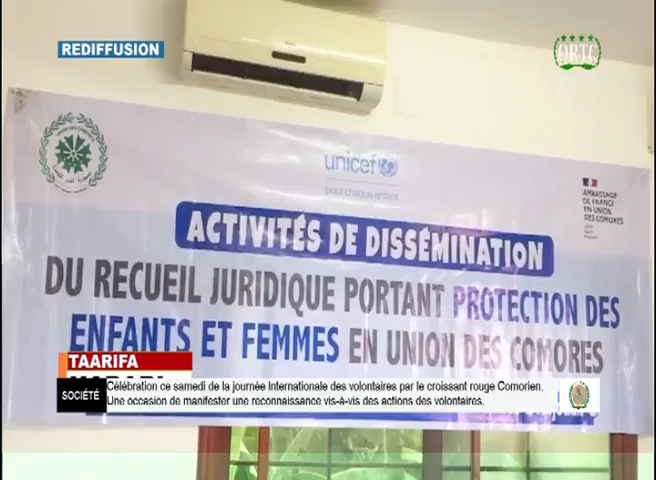 REDIFFUSION
ORTC
unicef
pour chaque enfant
AMBASSADE
DE FRANCE
EN UNION
DES COMORES
ACTIVITÉS DE DISSÉMINATION
DU RECUEIL JURIDIQUE PORTANT PROTECTION DES
ENFANTS ET FEMMES EN UNION DES COMORES
TAARIFA
SOCIÉTÉ
Célébration ce samedi de la journée Internationale des volontaires par le croissant rouge Comorien.
Une occasion de manifester une reconnaissance vis-à-vis des actions des volontaires.